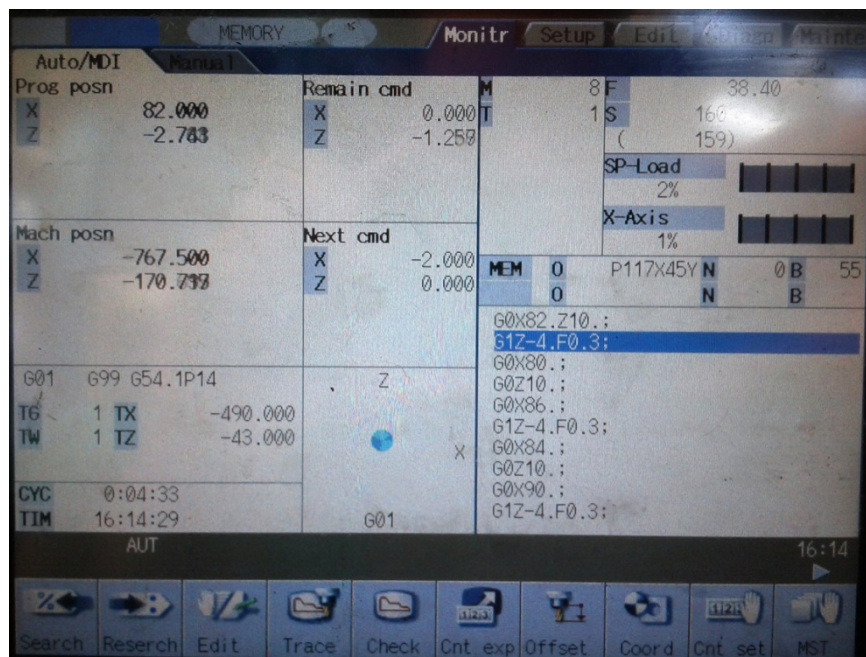 MEMORY
Monitr Setup Edit Diagn Mainte
Auto/MDI Manual
Prog posn
X 82.000
Z
Remain cmd
X 0.000
Z
M 8
T 1
F 38.40
S 160
( 159)
SP-Load
2%
X-Axis
1%
Mach posn
X -767.500
Z
Next cmd
X -2.000
Z 0.000
MEM O P117X45Y N 0 B 55
O N B
G0X82.Z10.;
G1Z-4.F0.3;
G0X80.;
G0Z10.;
G0X86.;
G1Z-4.F0.3;
G0X84.;
G0Z10.;
G0X90.;
G1Z-4.F0.3;
G01 G99 G54.1P14
TG 1 TX -490.000
TW 1 TZ -43.000
CYC 0:04:33
TIM 16:14:29
Z
X
G01
AUT
16:14
Search Reserch Edit Trace Check Cnt exp Offset Coord Cnt set MST